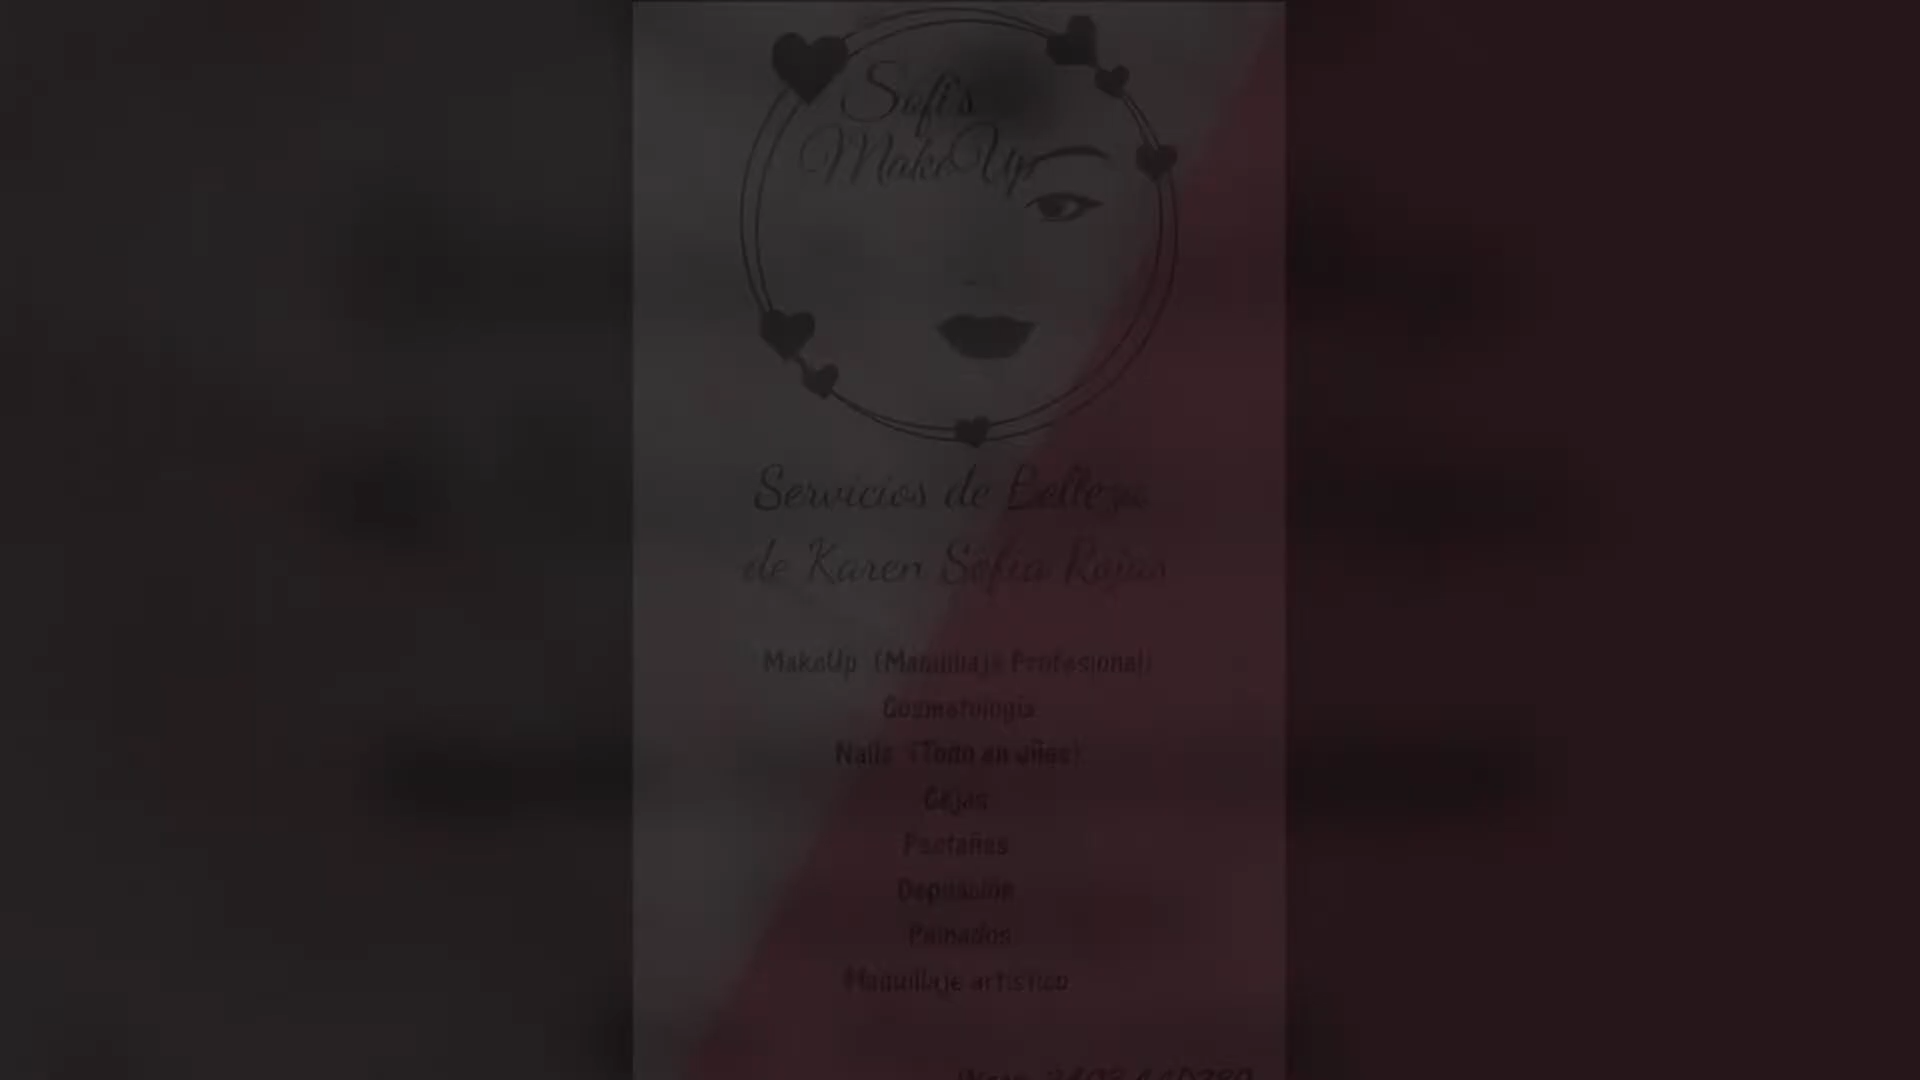 Sofi's
MakeUp
Servicios de Belleza
de Karen Sofia Rojas
MakeUp (Maquillaje Profesional)
Cosmetología
Nails (Todo en uñas)
Cejas
Pestañas
Depilación
Peinados
Maquillaje artístico